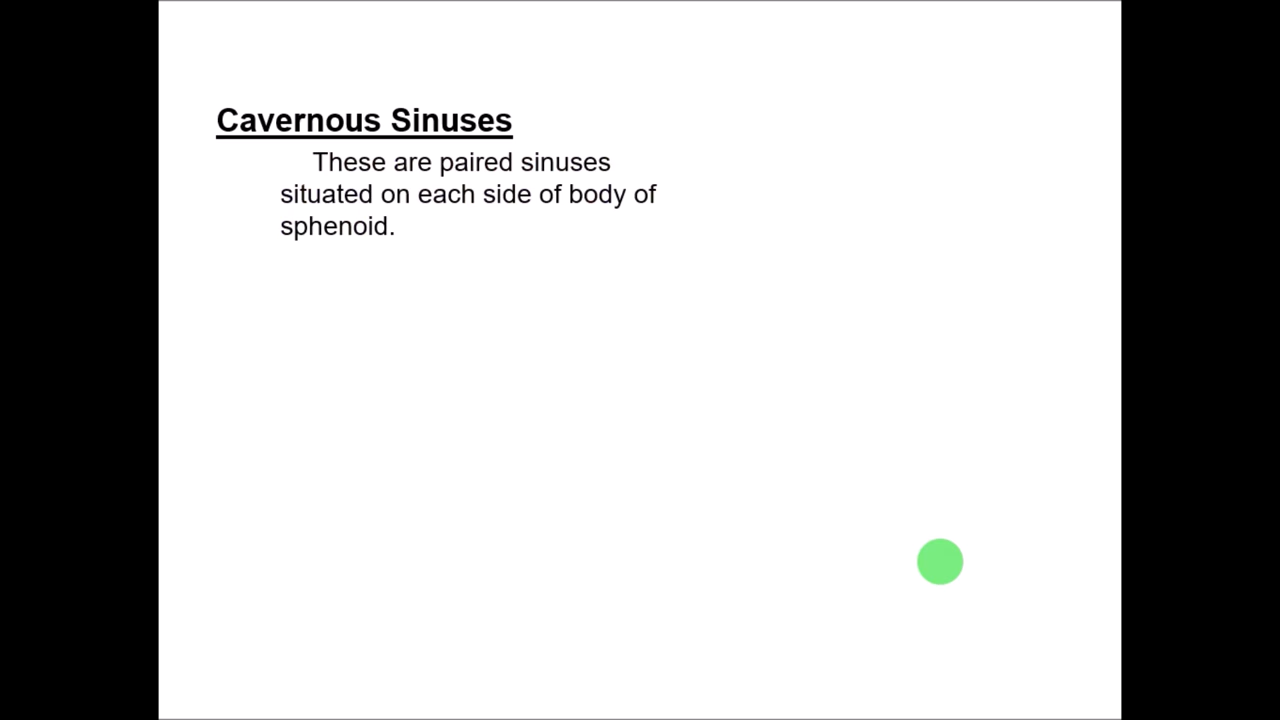 Cavernous Sinuses
These are paired sinuses
situated on each side of body of
sphenoid.